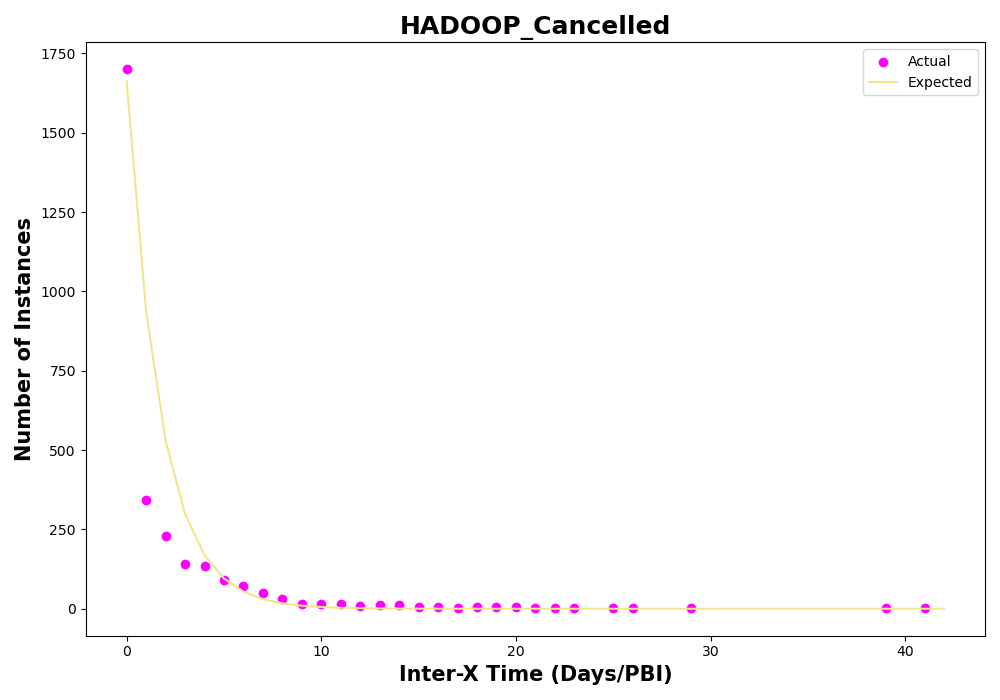 HADOOP_Cancelled
Actual
Expected
1750
1500
1250
1000
750
500
250
0
Number of Instances
0 10 20 30 40
Inter-X Time (Days/PBI)